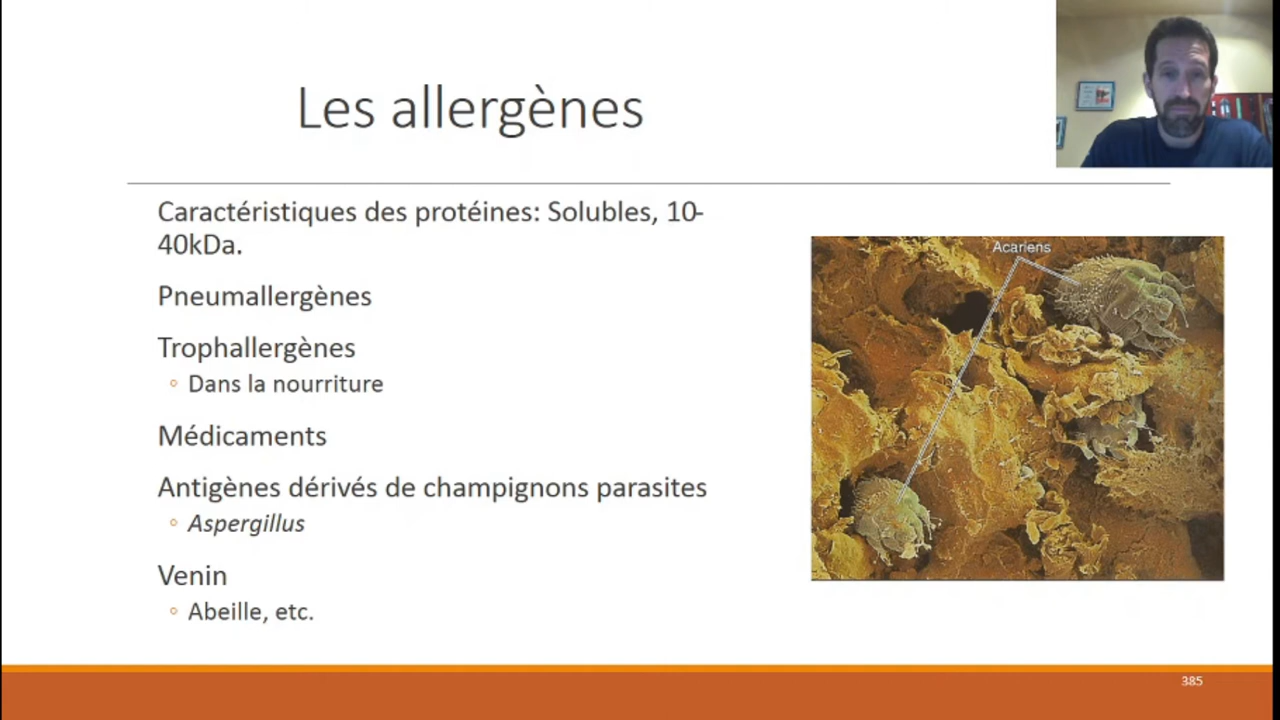 Les allergènes
Caractéristiques des protéines: Solubles, 10-
40kDa.
Pneumallergènes
Trophallergènes
◦ Dans la nourriture
Médicaments
Antigènes dérivés de champignons parasites
◦ Aspergillus
Venin
◦ Abeille, etc.
Acariens
385